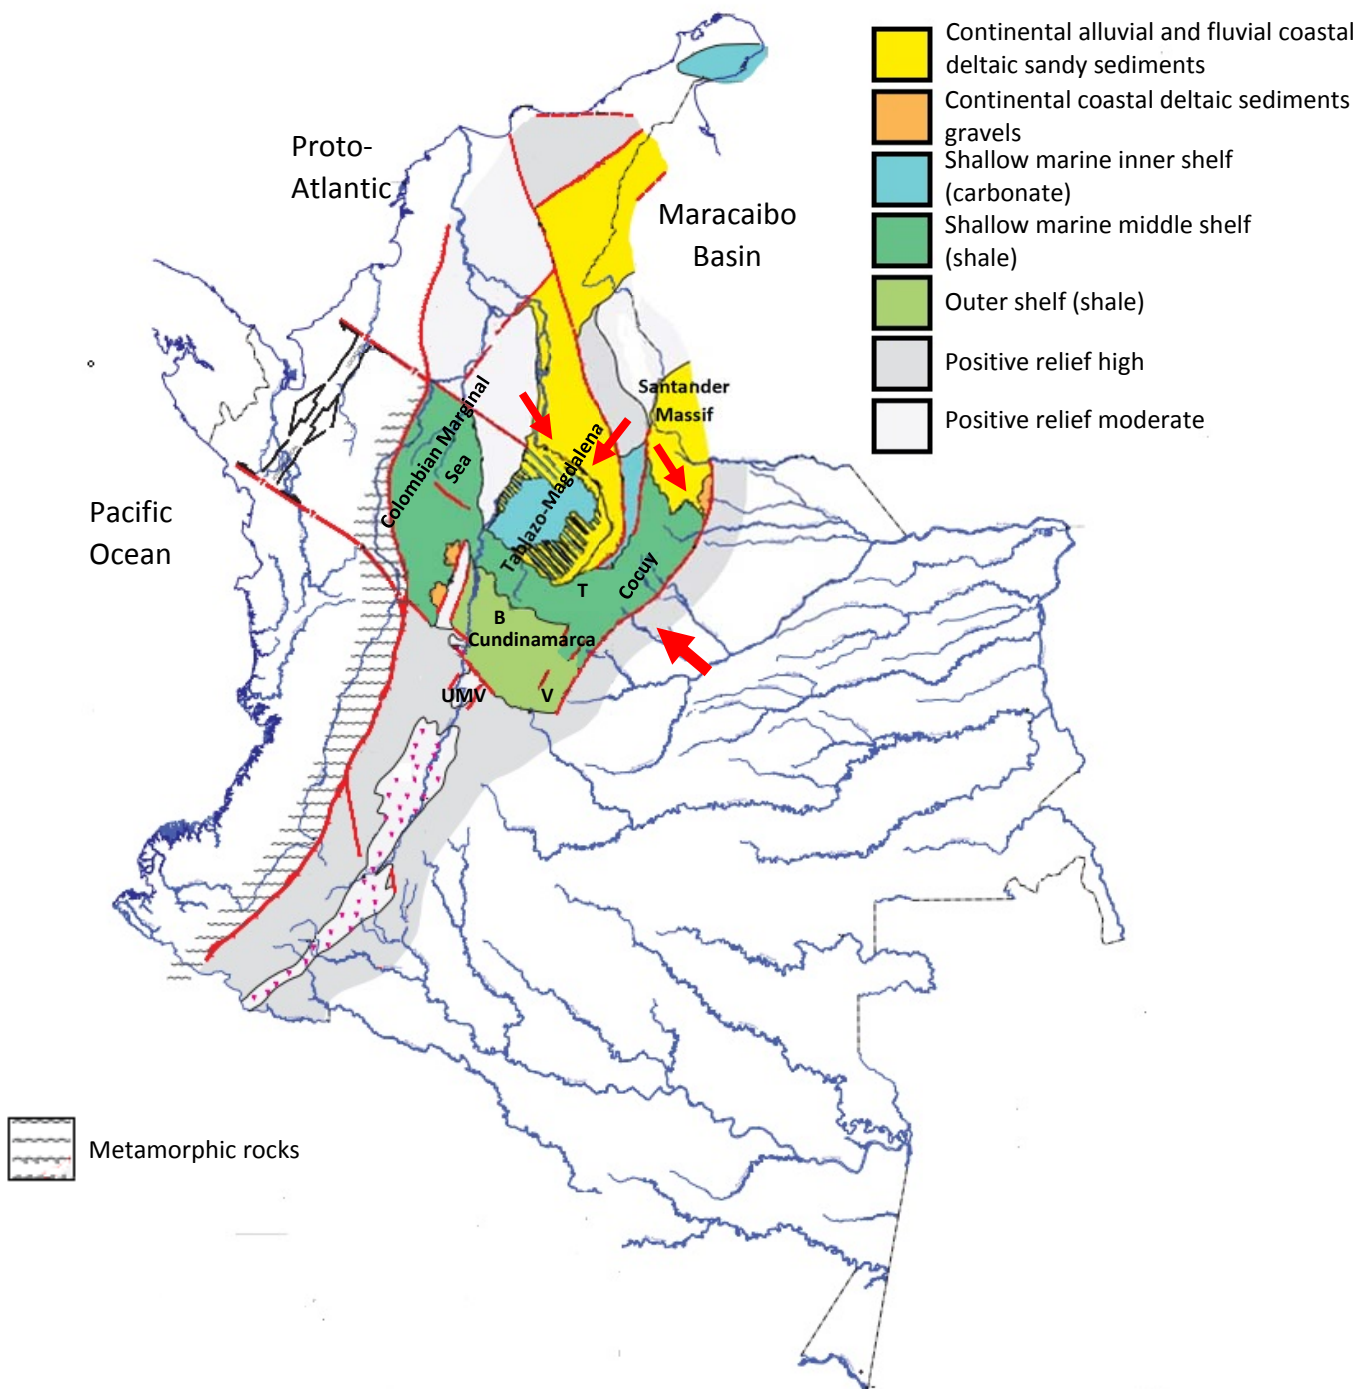 Continental alluvial and fluvial coastal
deltaic sandy sediments
Continental coastal deltaic sediments
gravels
Shallow marine inner shelf
(carbonate)
Shallow marine middle shelf
(shale)
Outer shelf (shale)
Positive relief high
Positive relief moderate
Proto-
Atlantic
Maracaibo
Basin
Santander
Massif
Colombian Marginal
Sea
Tablazo-Magdalena
Pacific
Ocean
Cocuy
T
B
Cundinamarca
UMV
V
Metamorphic rocks